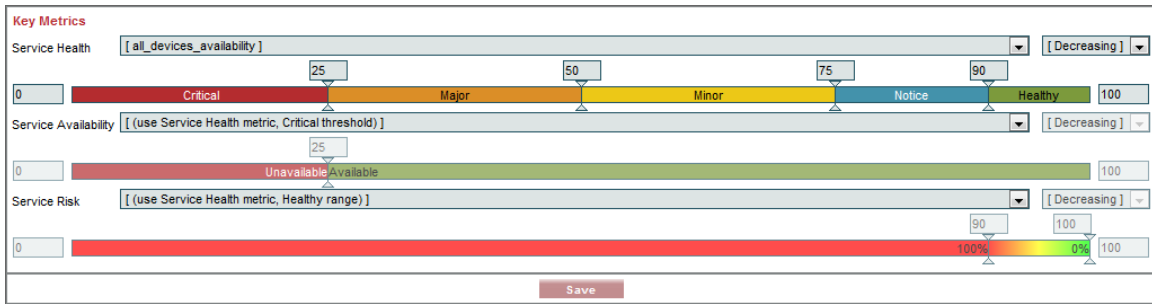 Key Metrics
Service Health [ all_devices_availability ] [ Decreasing ]
25 50 75 90
0 Critical Major Minor Notice Healthy 100
Service Availability [ (use Service Health metric, Critical threshold) ] [ Decreasing ]
25
0 Unavailable Available 100
Service Risk [ (use Service Health metric, Healthy range) ] [ Decreasing ]
90 100
0 100% 0% 100
Save